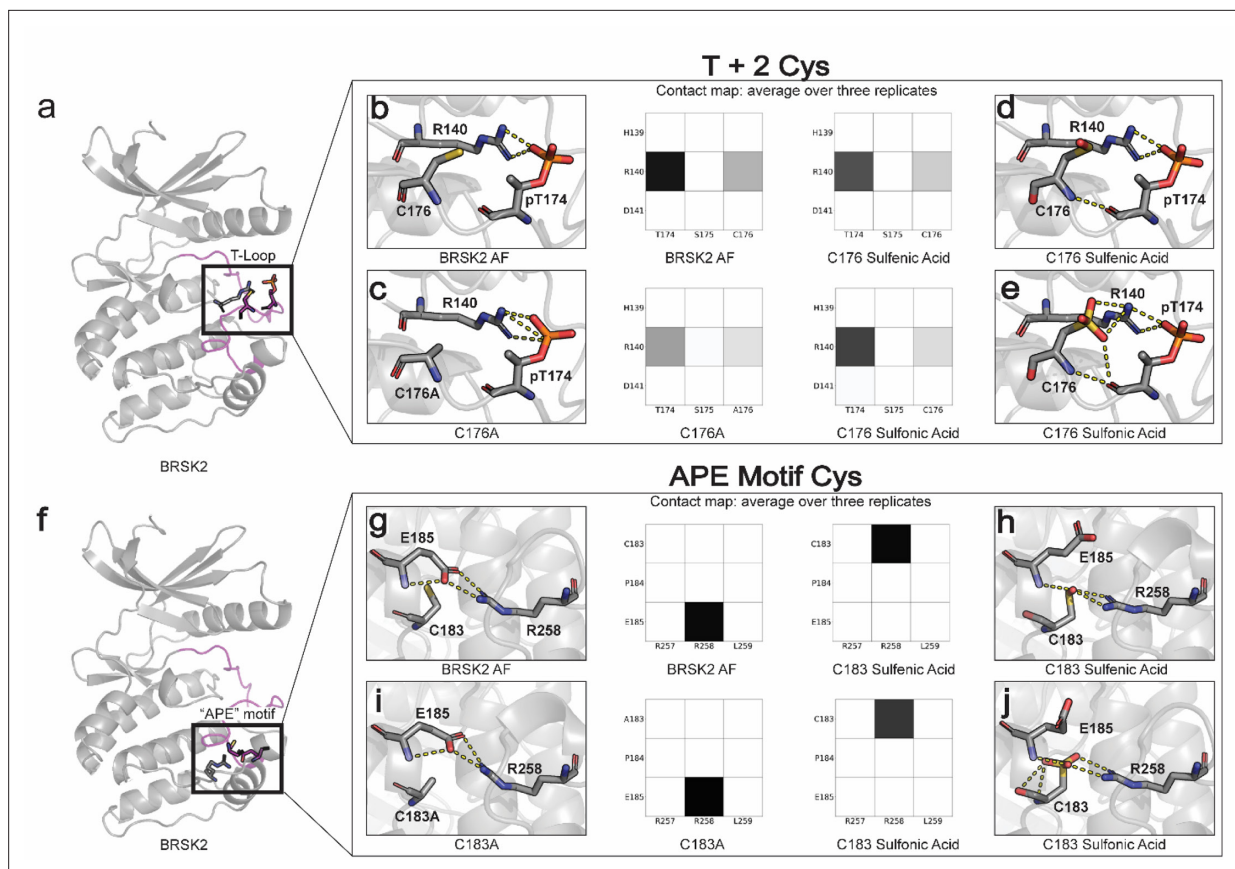 T + 2 Cys
Contact map: average over three replicates
a
T-Loop
BRSK2
b
R140
C176
pT174
BRSK2 AF
H139
R140
D141
T174 S175 C176
BRSK2 AF
H139
R140
D141
T174 S175 C176
C176 Sulfenic Acid
d
R140
C176
pT174
C176 Sulfenic Acid
c
R140
C176A
pT174
C176A
H139
R140
D141
T174 S175 A176
C176A
H139
R140
D141
T174 S175 C176
C176 Sulfonic Acid
e
R140
pT174
C176
C176 Sulfonic Acid
APE Motif Cys
Contact map: average over three replicates
f
"APE" motif
BRSK2
g
E185
C183
R258
BRSK2 AF
C183
P184
E185
R257 R258 L259
BRSK2 AF
C183
P184
E185
R257 R258 L259
C183 Sulfenic Acid
h
E185
R258
C183
C183 Sulfenic Acid
i
E185
R258
C183A
C183A
A183
P184
E185
R257 R258 L259
C183A
C183
P184
E185
R257 R258 L259
C183 Sulfonic Acid
j
E185
R258
C183
C183 Sulfonic Acid